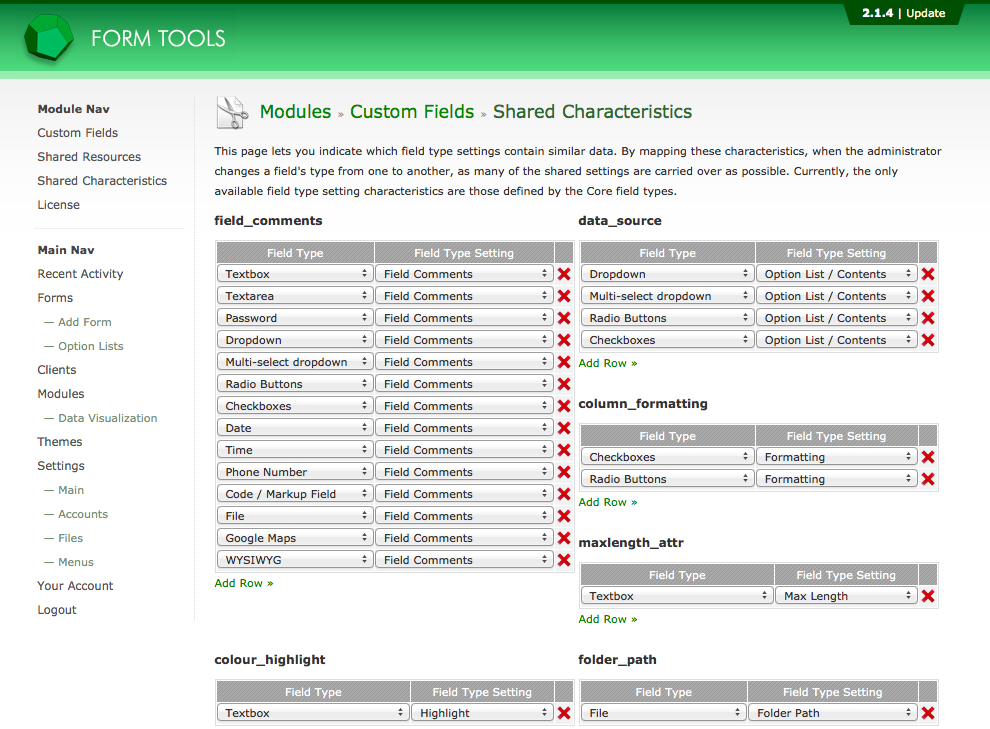 2.1.4 | Update
FORM TOOLS
Module Nav
Custom Fields
Shared Resources
Shared Characteristics
License
Main Nav
Recent Activity
Forms
— Add Form
— Option Lists
Clients
Modules
— Data Visualization
Themes
Settings
— Main
— Accounts
— Files
— Menus
Your Account
Logout
Modules » Custom Fields » Shared Characteristics
This page lets you indicate which field type settings contain similar data. By mapping these characteristics, when the administrator
changes a field's type from one to another, as many of the shared settings are carried over as possible. Currently, the only
available field type setting characteristics are those defined by the Core field types.
field_comments
Field Type Field Type Setting
Textbox Field Comments
Textarea Field Comments
Password Field Comments
Dropdown Field Comments
Multi-select dropdown Field Comments
Radio Buttons Field Comments
Checkboxes Field Comments
Date Field Comments
Time Field Comments
Phone Number Field Comments
Code / Markup Field Field Comments
File Field Comments
Google Maps Field Comments
WYSIWYG Field Comments
Add Row »
data_source
Field Type Field Type Setting
Dropdown Option List / Contents
Multi-select dropdown Option List / Contents
Radio Buttons Option List / Contents
Checkboxes Option List / Contents
Add Row »
column_formatting
Field Type Field Type Setting
Checkboxes Formatting
Radio Buttons Formatting
Add Row »
maxlength_attr
Field Type Field Type Setting
Textbox Max Length
Add Row »
colour_highlight
Field Type Field Type Setting
Textbox Highlight
folder_path
Field Type Field Type Setting
File Folder Path